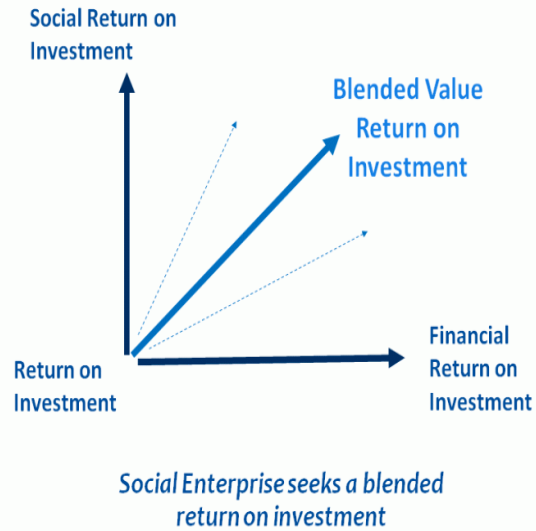 Social Return on
Investment
Blended Value
Return on
Investment
Financial
Return on
Investment
Return on
Investment
Social Enterprise seeks a blended
return on investment